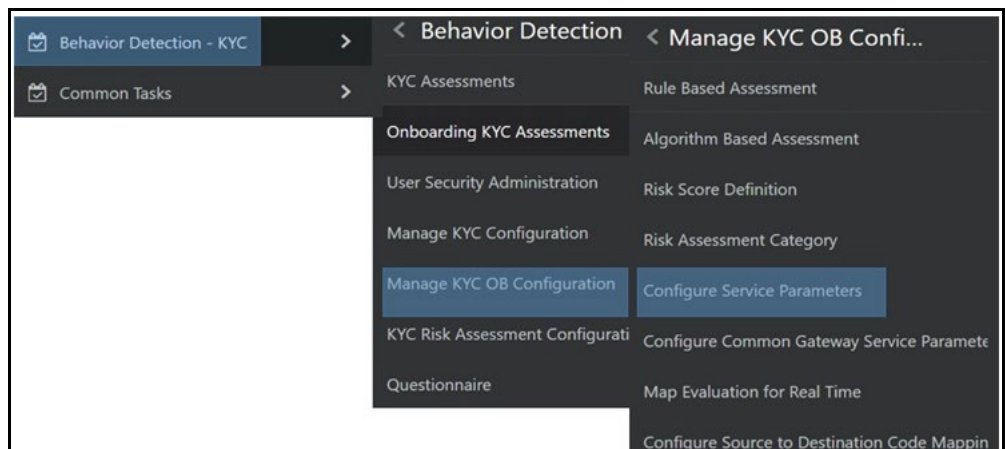 Behavior Detection - KYC
Common Tasks
Behavior Detection
KYC Assessments
Onboarding KYC Assessments
User Security Administration
Manage KYC Configuration
Manage KYC OB Configuration
KYC Risk Assessment Configurati
Questionnaire
Manage KYC OB Confi...
Rule Based Assessment
Algorithm Based Assessment
Risk Score Definition
Risk Assessment Category
Configure Service Parameters
Configure Common Gateway Service Paramete
Map Evaluation for Real Time
Configure Source to Destination Code Mappin